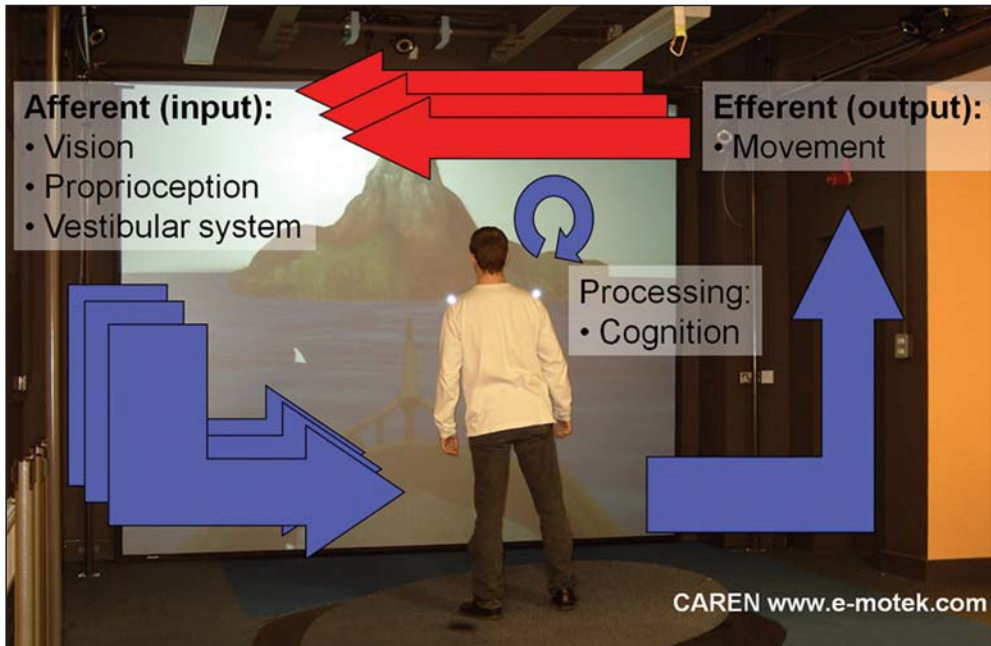 Afferent (input):
• Vision
• Proprioception
• Vestibular system
Efferent (output):
• Movement
Processing:
• Cognition
CAREN www.e-motek.com